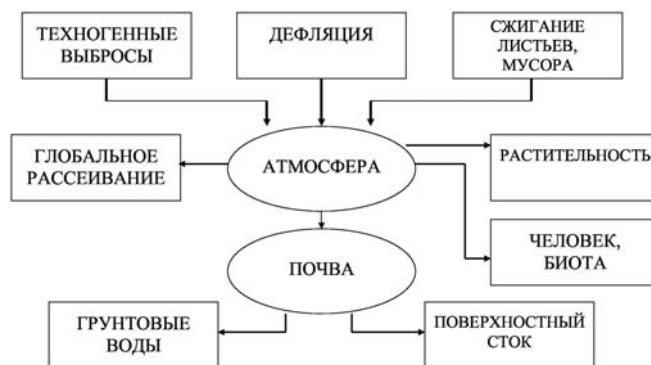 ТЕХНОГЕННЫЕ
ВЫБРОСЫ
ДЕФЛЯЦИЯ
СЖИГАНИЕ
ЛИСТЬЕВ,
МУСОРА
ГЛОБАЛЬНОЕ
РАССЕИВАНИЕ
АТМОСФЕРА
РАСТИТЕЛЬНОСТЬ
ЧЕЛОВЕК,
БИОТА
ПОЧВА
ГРУНТОВЫЕ
ВОДЫ
ПОВЕРХНОСТНЫЙ
СТОК